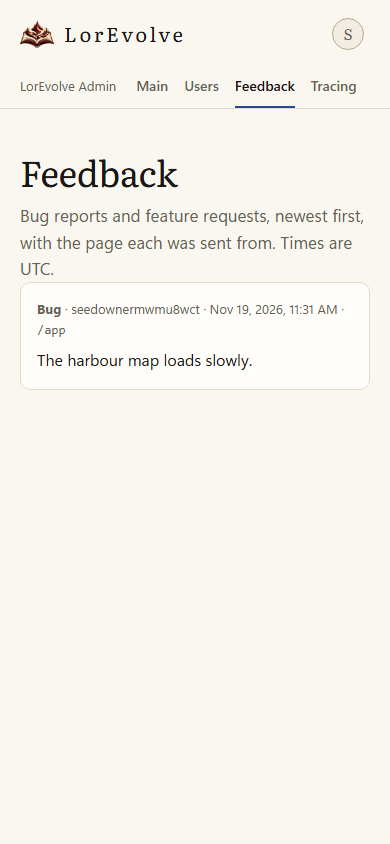 LorEvolve
S
LorEvolve Admin Main Users Feedback Tracing
Feedback
Bug reports and feature requests, newest first,
with the page each was sent from. Times are
UTC.
Bug · seedownermwmu8wct · Nov 19, 2026, 11:31 AM ·
/app
The harbour map loads slowly.